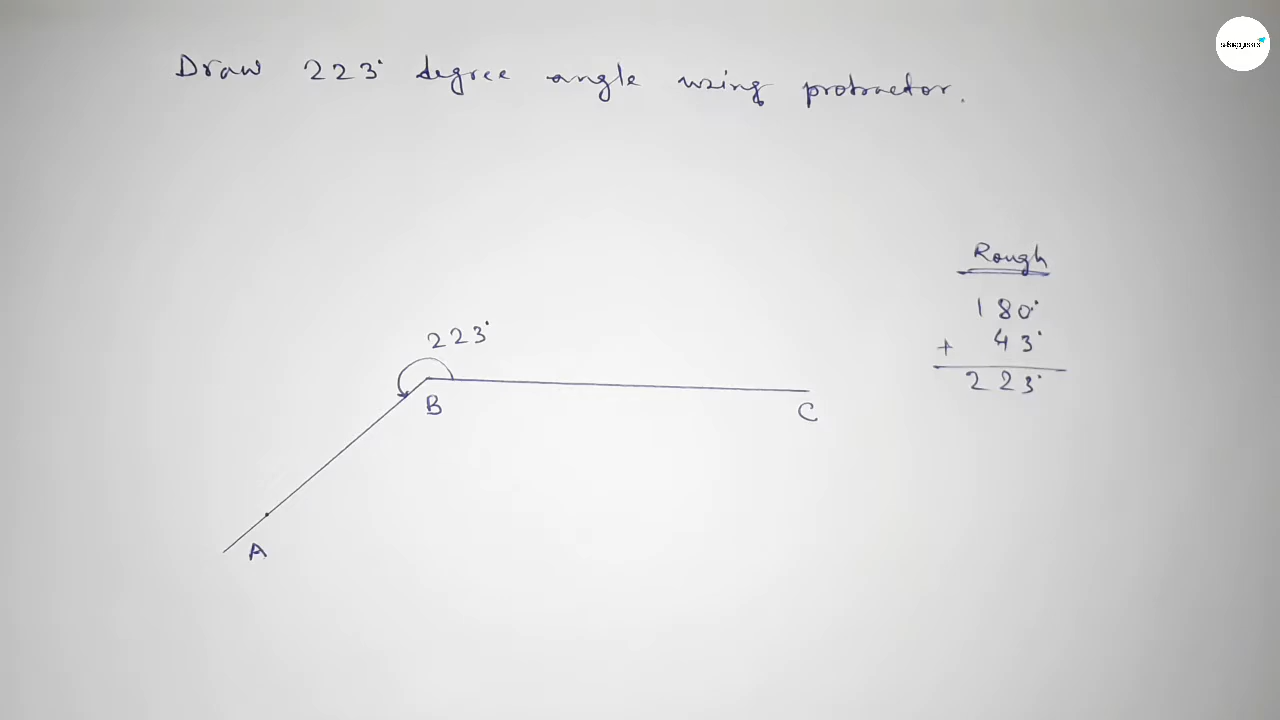 Draw 223° degree angle using protractor.
Rough
180°
+ 43°
223°
223°
B
C
A